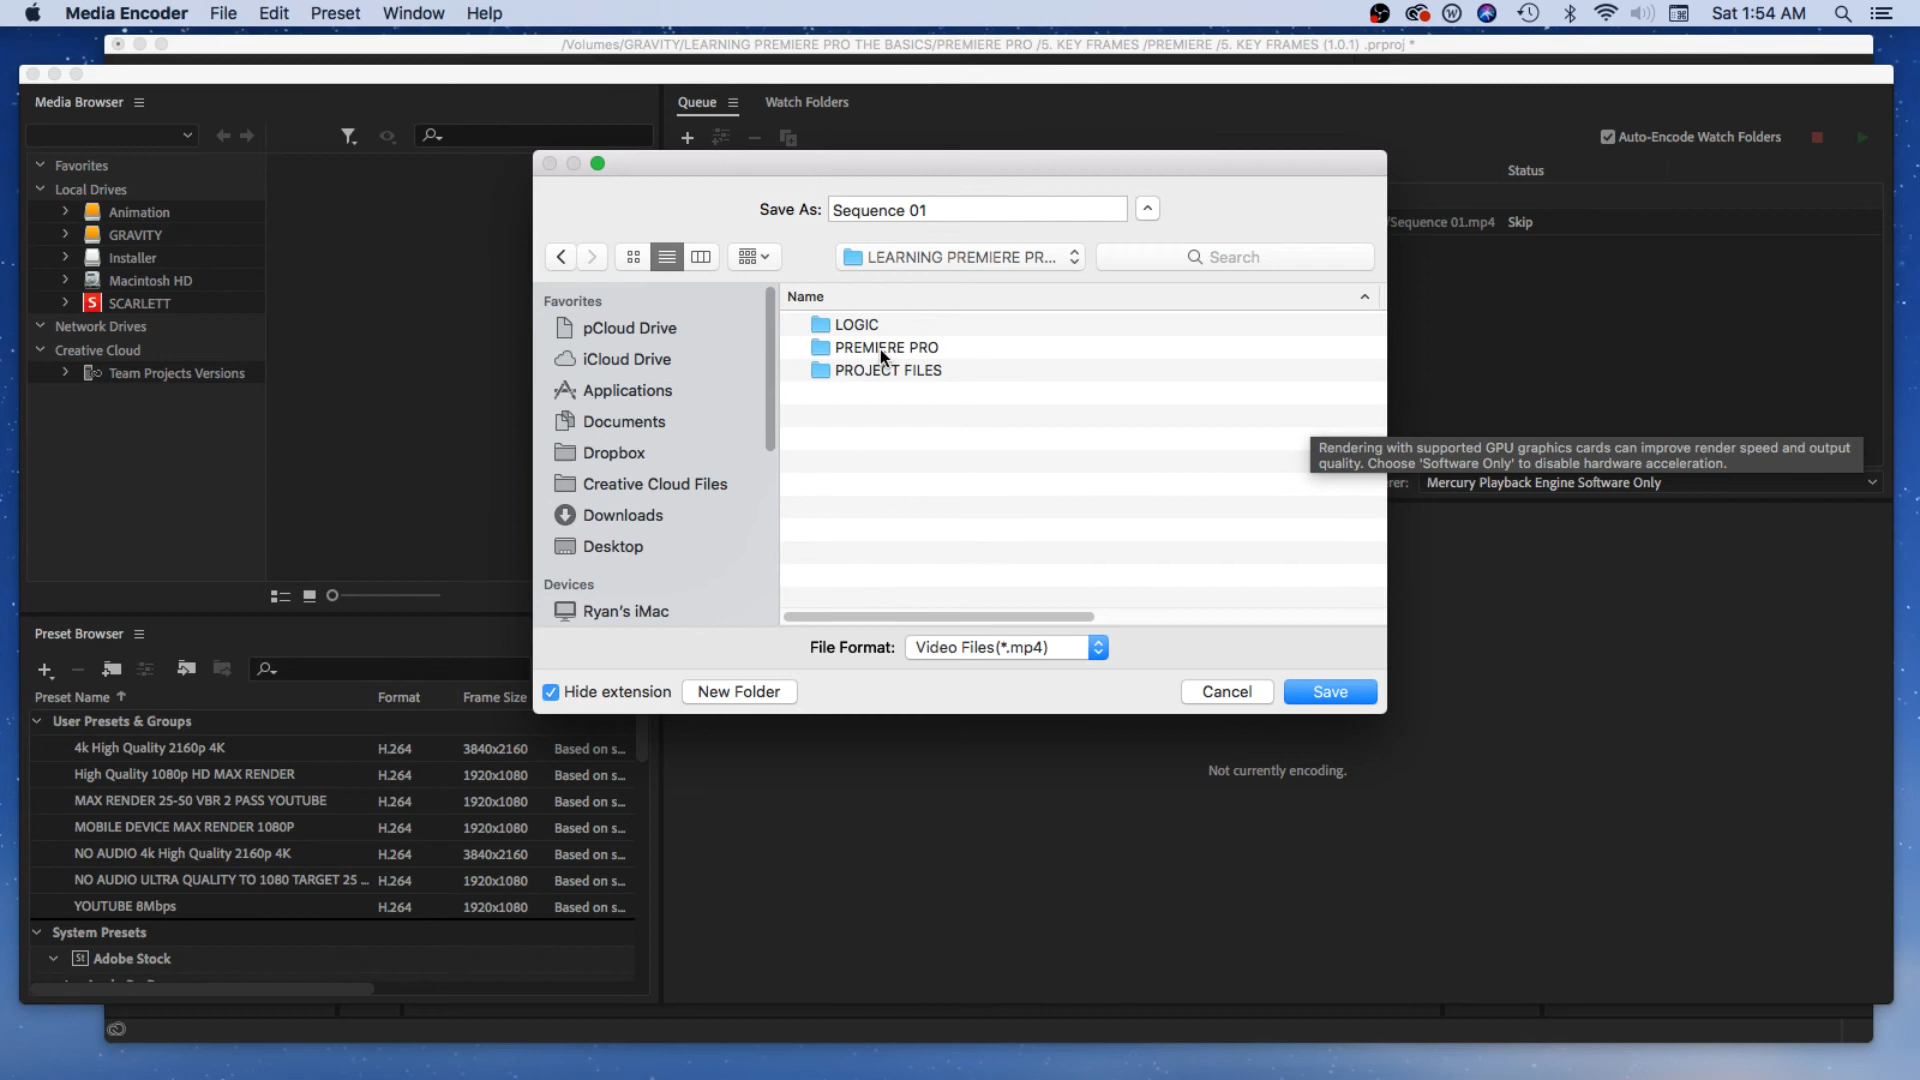 Media Encoder File Edit Preset Window Help Sat 1:54 AM
/Volumes/GRAVITY/LEARNING PREMIERE PRO THE BASICS/PREMIERE PRO /5. KEY FRAMES /PREMIERE /5. KEY FRAMES (1.0.1) .prproj *
Media Browser
Queue Watch Folders
Auto-Encode Watch Folders
Favorites
Local Drives
Animation
GRAVITY
Installer
Macintosh HD
S SCARLETT
Network Drives
Creative Cloud
Team Projects Versions
Status
/Sequence 01.mp4 Skip
Save As: Sequence 01
LEARNING PREMIERE PR... Search
Favorites
pCloud Drive
iCloud Drive
Applications
Documents
Dropbox
Creative Cloud Files
Downloads
Desktop
Devices
Ryan's iMac
Name
LOGIC
PREMIERE PRO
PROJECT FILES
File Format: Video Files(*.mp4)
Hide extension New Folder Cancel Save
Rendering with supported GPU graphics cards can improve render speed and output
quality. Choose 'Software Only' to disable hardware acceleration.
erer: Mercury Playback Engine Software Only
Not currently encoding.
Preset Browser
Preset Name Format Frame Size
User Presets & Groups
4k High Quality 2160p 4K H.264 3840x2160 Based on s...
High Quality 1080p HD MAX RENDER H.264 1920x1080 Based on s...
MAX RENDER 25-50 VBR 2 PASS YOUTUBE H.264 1920x1080 Based on s...
MOBILE DEVICE MAX RENDER 1080P H.264 1920x1080 Based on s...
NO AUDIO 4k High Quality 2160p 4K H.264 3840x2160 Based on s...
NO AUDIO ULTRA QUALITY TO 1080 TARGET 25 ... H.264 1920x1080 Based on s...
YOUTUBE 8Mbps H.264 1920x1080 Based on s...
System Presets
St Adobe Stock